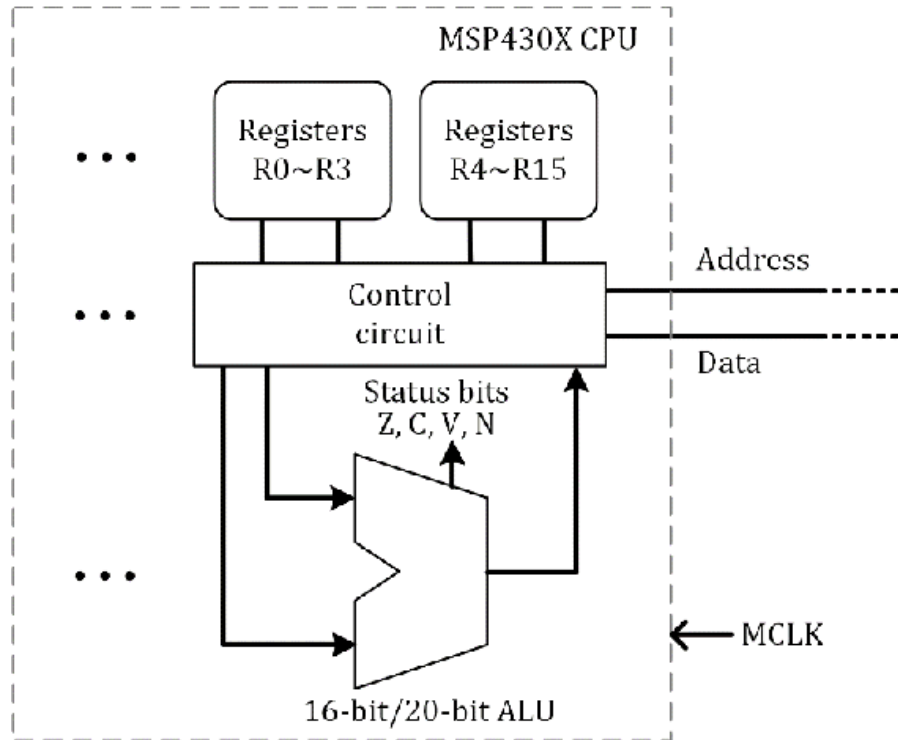 MSP430X CPU
Registers
R0~R3
Registers
R4~R15
Address
Control
circuit
Data
Status bits
Z, C, V, N
MCLK
16-bit/20-bit ALU